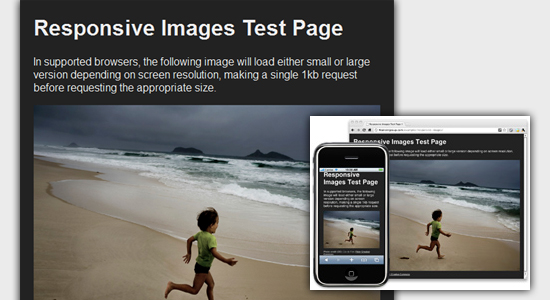 Responsive Images Test Page
In supported browsers, the following image will load either small or large
version depending on screen resolution, making a single 1kb request
before requesting the appropriate size.
Responsive Images Test Page
Responsive
Images Test Page
In supported browsers, the
following image will load either
small or large version
depending on screen
resolution, making a single 1kb
request before requesting the
appropriate size.